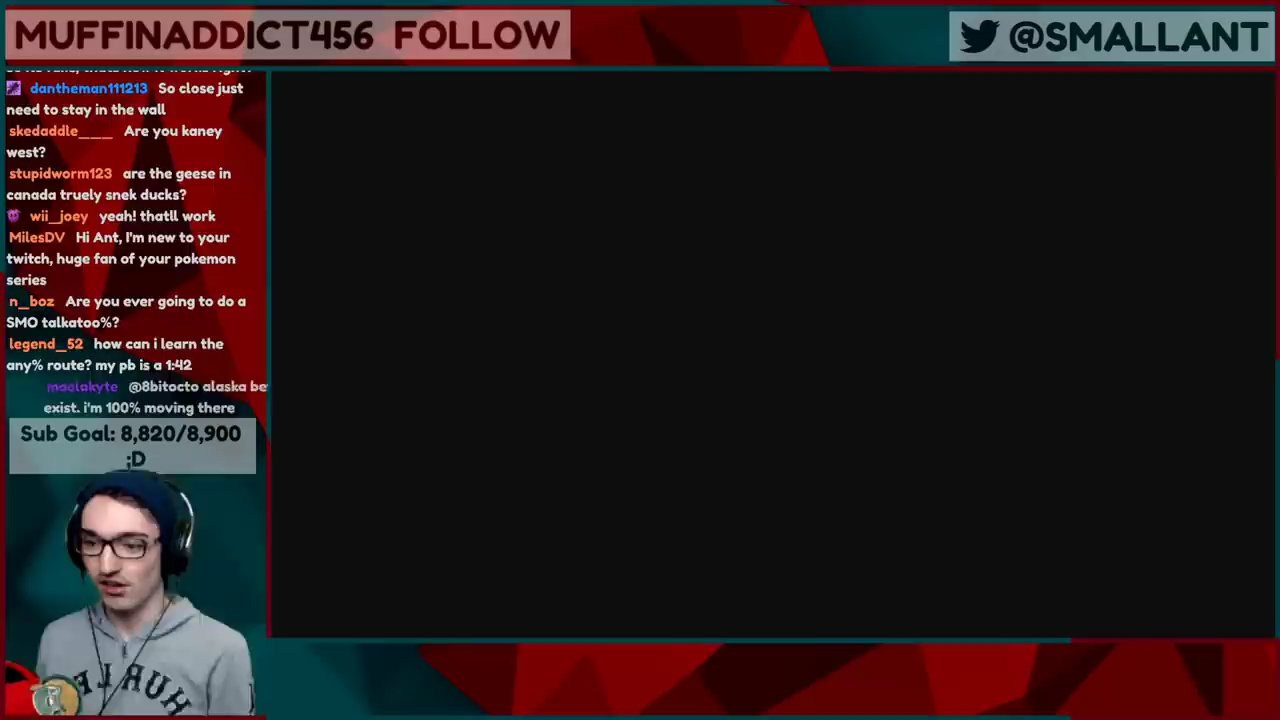 MUFFINADDICT456 FOLLOW
@SMALLANT
dantheman111213 So close just
need to stay in the wall
skedaddle___ Are you kaney
west?
stupidworm123 are the geese in
canada truely snek ducks?
wii_joey yeah! thatll work
MilesDV Hi Ant, I'm new to your
twitch, huge fan of your pokemon
series
n_boz Are you ever going to do a
SMO talkatoo%?
legend_52 how can i learn the
any% route? my pb is a 1:42
@8bitocto alaska be
exist. i'm 100% moving there
Sub Goal: 8,820/8,900
;D